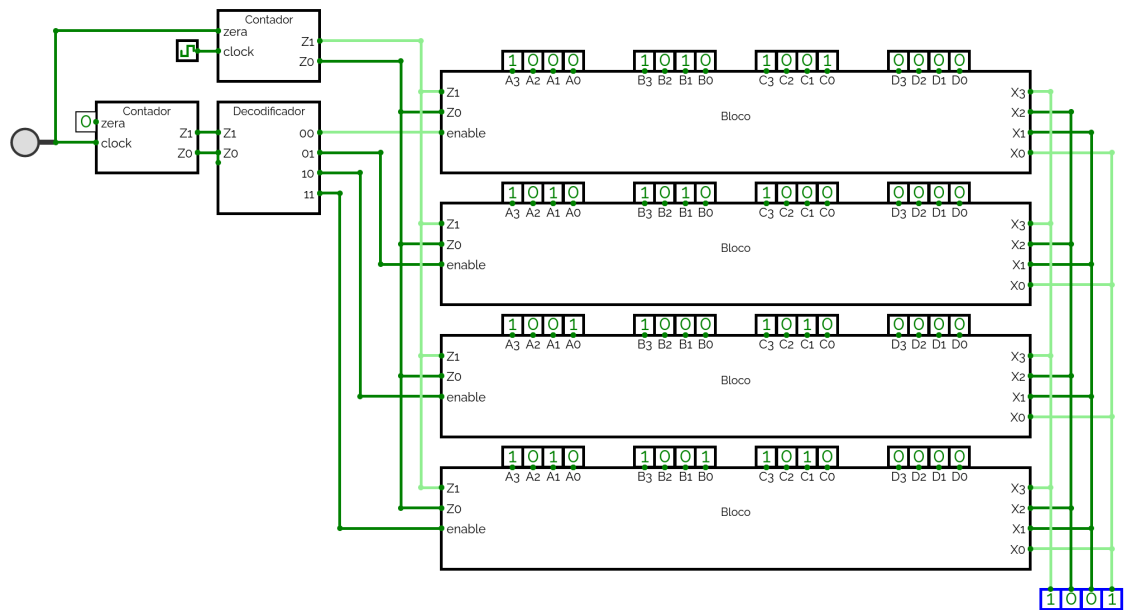 Contador
zera
clock
Z1
Z0
Contador
0
zera
clock
Z1
Z0
Decodificador
Z1
Z0
00
01
10
11
1 0 0 0
A3 A2 A1 A0
1 0 1 0
B3 B2 B1 B0
1 0 0 1
C3 C2 C1 C0
0 0 0 0
D3 D2 D1 D0
Z1
Z0
enable
Bloco
X3
X2
X1
X0
1 0 1 0
A3 A2 A1 A0
1 0 1 0
B3 B2 B1 B0
1 0 0 0
C3 C2 C1 C0
0 0 0 0
D3 D2 D1 D0
Z1
Z0
enable
Bloco
X3
X2
X1
X0
1 0 0 1
A3 A2 A1 A0
1 0 0 0
B3 B2 B1 B0
1 0 1 0
C3 C2 C1 C0
0 0 0 0
D3 D2 D1 D0
Z1
Z0
enable
Bloco
X3
X2
X1
X0
1 0 1 0
A3 A2 A1 A0
1 0 0 1
B3 B2 B1 B0
1 0 1 0
C3 C2 C1 C0
0 0 0 0
D3 D2 D1 D0
Z1
Z0
enable
Bloco
X3
X2
X1
X0
1 0 0 1